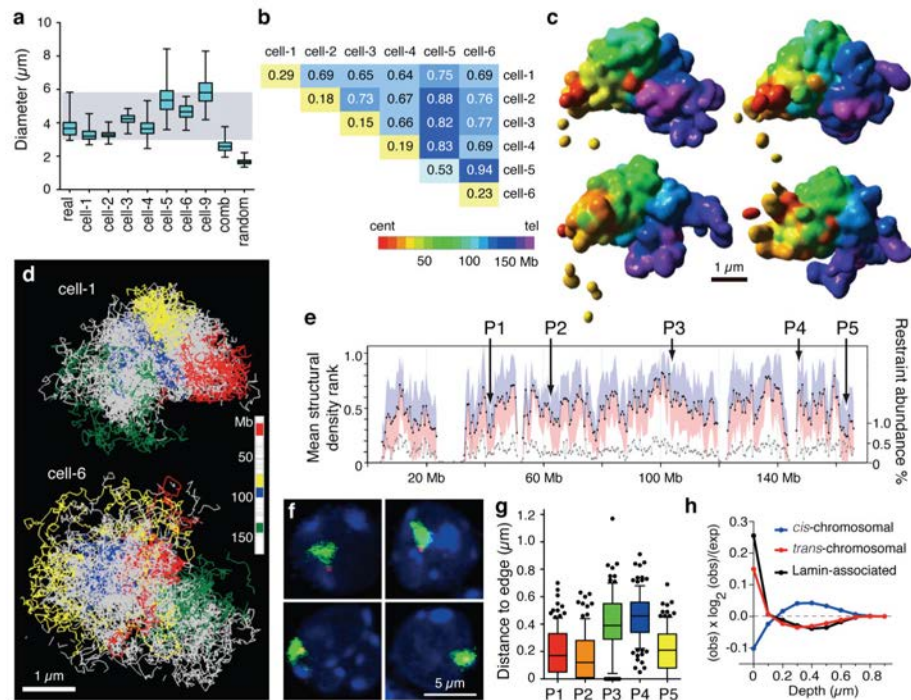 a
Diameter (µm)
10
8
6
4
2
0
real
cell-1
cell-2
cell-3
cell-4
cell-5
cell-6
cell-9
comb
random
b
cell-1 cell-2 cell-3 cell-4 cell-5 cell-6
0.29 0.69 0.65 0.64 0.75 0.69 cell-1
0.18 0.73 0.67 0.88 0.76 cell-2
0.15 0.66 0.82 0.77 cell-3
0.19 0.83 0.69 cell-4
0.53 0.94 cell-5
0.23 cell-6
cent tel
50 100 150 Mb
c
1 µm
d
cell-1
Mb
50
100
150
cell-6
1 µm
e
P1 P2 P3 P4 P5
Mean structural
density rank
1.0
0.5
Restraint abundance %
1.0
0.5
0
20 Mb 60 Mb 100 Mb 140 Mb
f
5 µm
g
Distance to edge (µm)
1.2
1.0
0.8
0.6
0.4
0.2
0
P1 P2 P3 P4 P5
h
(obs) x log2 (obs)/(exp)
0.3
0.2
0.1
0.0
-0.1
cis-chromosomal
trans-chromosomal
Lamin-associated
0 0.2 0.4 0.6 0.8
Depth (µm)